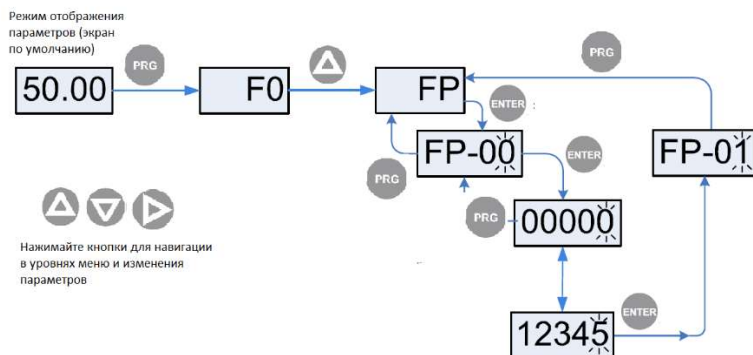 Режим отображения
параметров (экран
по умолчанию)
PRG
PRG
50.00
F0
FP
ENTER :
FP-00
FP-01
ENTER
PRG
PRG
00000
Нажимайте кнопки для навигации
в уровнях меню и изменения
параметров
ENTER
12345